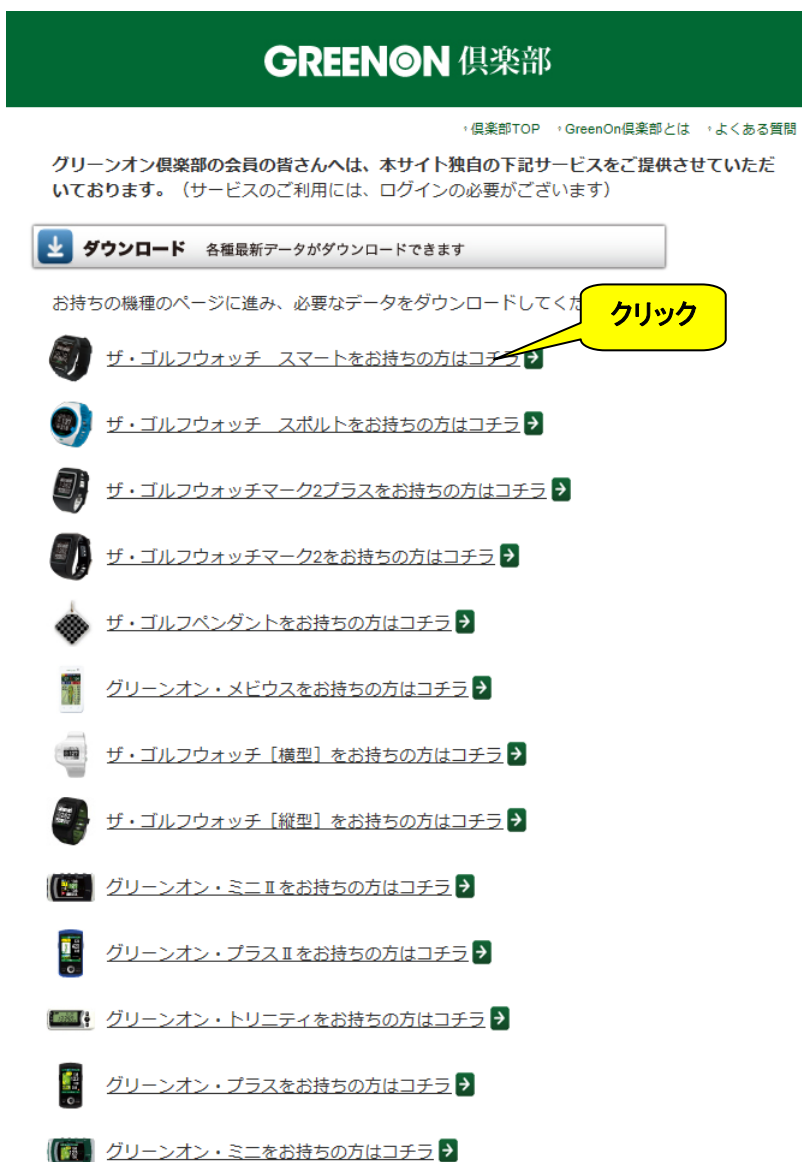 GREENON 倶楽部
倶楽部TOP GreenOn倶楽部とは よくある質問
グリーンオン倶楽部の会員の皆さんへは、本サイト独自の下記サービスをご提供させていただ
いております。（サービスのご利用には、ログインの必要がございます）
ダウンロード 各種最新データがダウンロードできます
お持ちの機種のページに進み、必要なデータをダウンロードしてくだ
クリック
ザ・ゴルフウォッチ　スマートをお持ちの方はコチラ
ザ・ゴルフウォッチ　スポルトをお持ちの方はコチラ
ザ・ゴルフウォッチマーク2プラスをお持ちの方はコチラ
ザ・ゴルフウォッチマーク2をお持ちの方はコチラ
ザ・ゴルフペンダントをお持ちの方はコチラ
グリーンオン・メビウスをお持ちの方はコチラ
ザ・ゴルフウォッチ［横型］をお持ちの方はコチラ
ザ・ゴルフウォッチ［縦型］をお持ちの方はコチラ
グリーンオン・ミニⅡをお持ちの方はコチラ
グリーンオン・プラスⅡをお持ちの方はコチラ
グリーンオン・トリニティをお持ちの方はコチラ
グリーンオン・プラスをお持ちの方はコチラ
グリーンオン・ミニをお持ちの方はコチラ